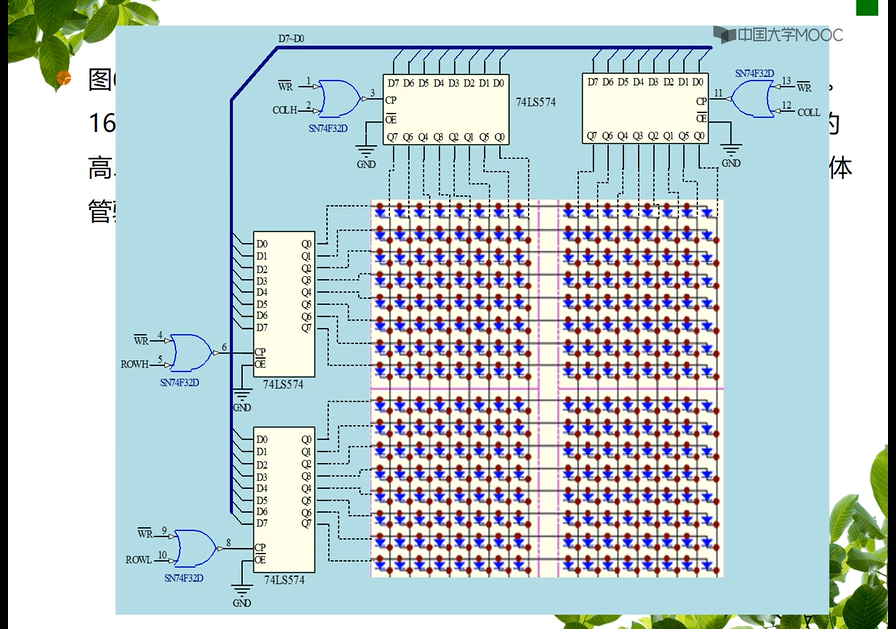 中国大学MOOC
D7~D0
图
16
高
管
的
体
WR 1
COLH 2
3
SN74F32D
D7 D6 D5 D4 D3 D2 D1 D0
CP
OE
Q7 Q6 Q4 Q3 Q2 Q1 Q5 Q0
74LS574
GND
D7 D6 D5 D4 D3 D2 D1 D0
CP
OE
Q7 Q6 Q4 Q3 Q2 Q1 Q5 Q0
GND
SN74F32D
11
13 WR
12 COLL
D0 Q0
D1 Q1
D2 Q2
D3 Q3
D4 Q4
D5 Q5
D6 Q6
D7 Q7
CP
OE
74LS574
GND
WR 4
ROWH 5
6
SN74F32D
D0 Q0
D1 Q1
D2 Q2
D3 Q3
D4 Q4
D5 Q5
D6 Q6
D7 Q7
CP
OE
74LS574
GND
WR 9
ROWL 10
8
SN74F32D